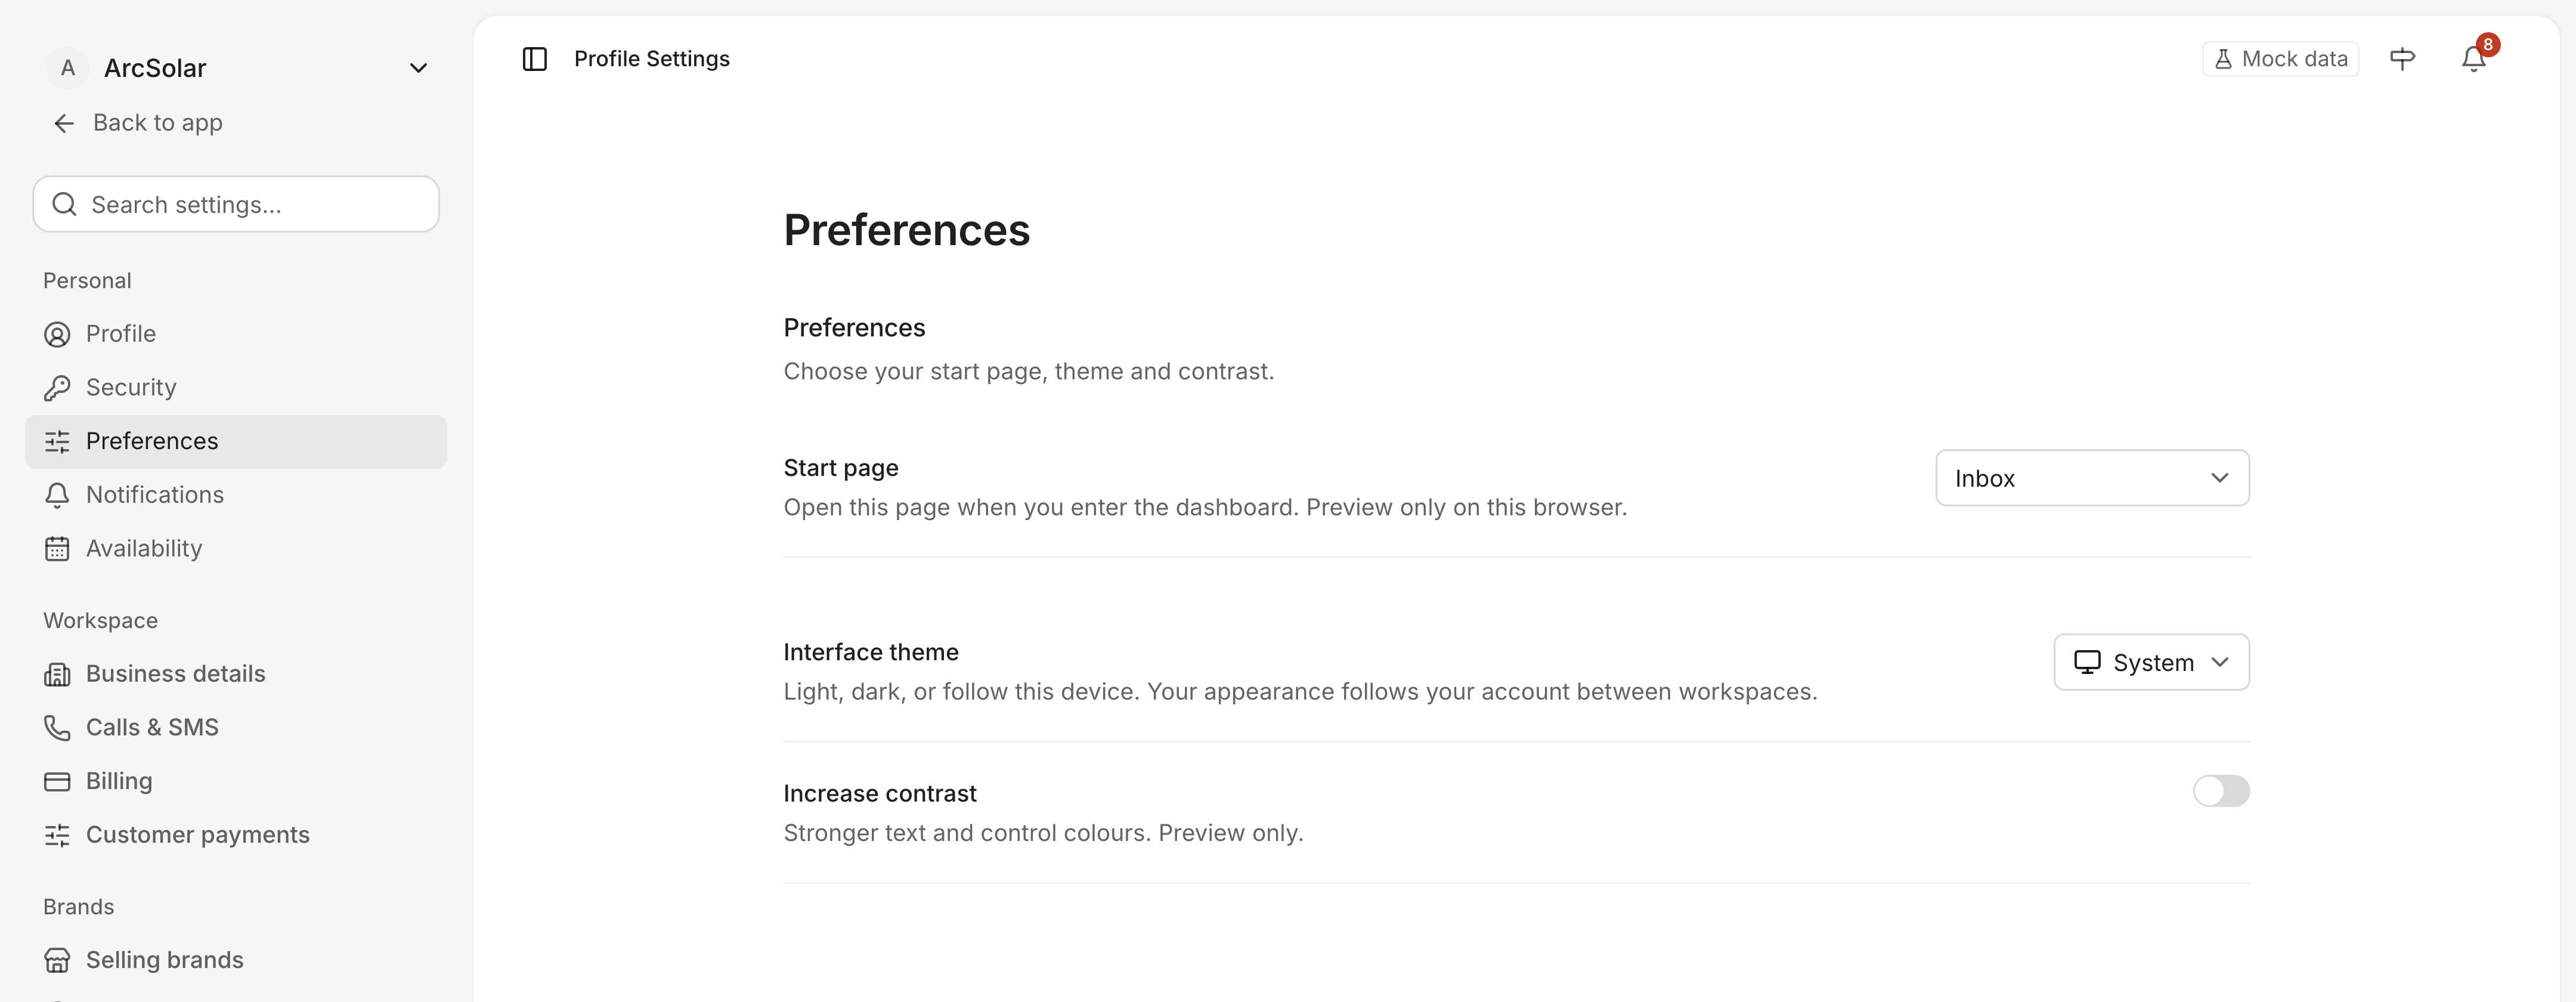 A ArcSolar
Back to app
Search settings...
Personal
Profile
Security
Preferences
Notifications
Availability
Workspace
Business details
Calls & SMS
Billing
Customer payments
Brands
Selling brands
Profile Settings
Mock data
8
Preferences
Preferences
Choose your start page, theme and contrast.
Start page
Open this page when you enter the dashboard. Preview only on this browser.
Inbox
Interface theme
Light, dark, or follow this device. Your appearance follows your account between workspaces.
System
Increase contrast
Stronger text and control colours. Preview only.